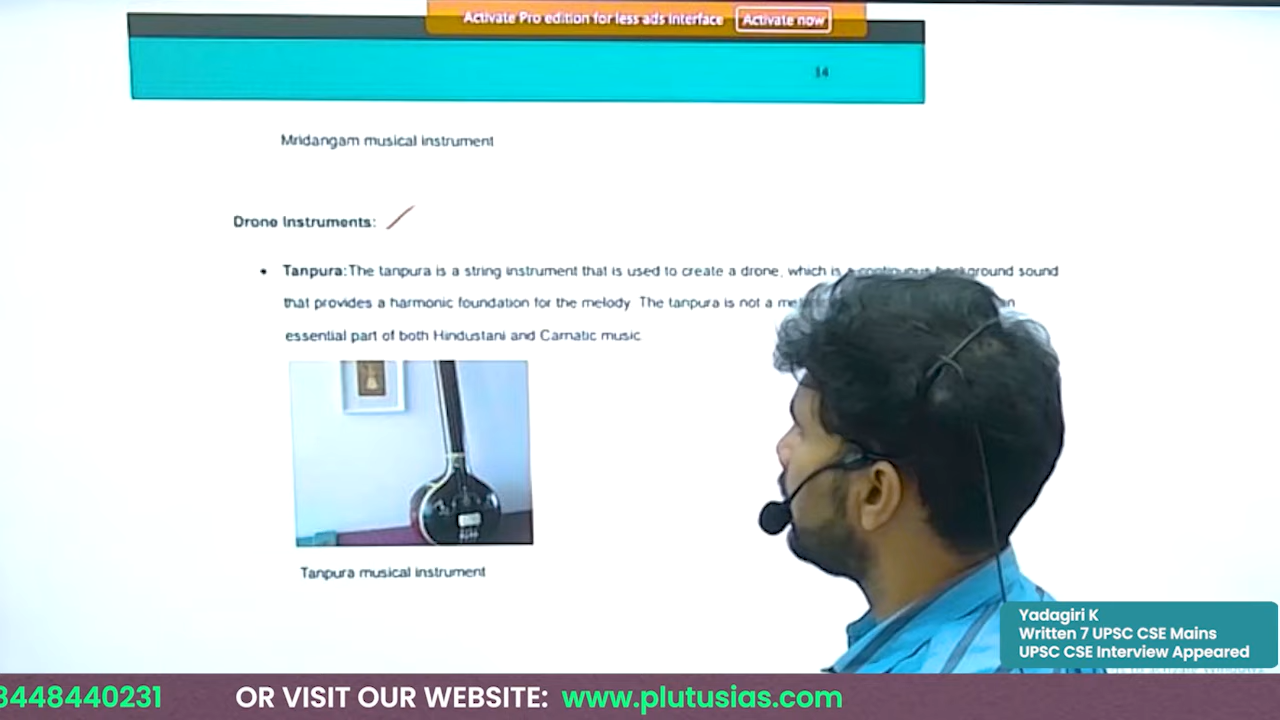 Activate Pro edition for less ads interface Activate now
14
Mridangam musical instrument
Drone Instruments:
• Tanpura: The tanpura is a string instrument that is used to create a drone, which is a continuous background sound
that provides a harmonic foundation for the melody The tanpura is not a
essential part of both Hindustani and Carnatic music
Tanpura musical instrument
Yadagiri K
Written 7 UPSC CSE Mains
UPSC CSE Interview Appeared
8448440231 OR VISIT OUR WEBSITE: www.plutusias.com